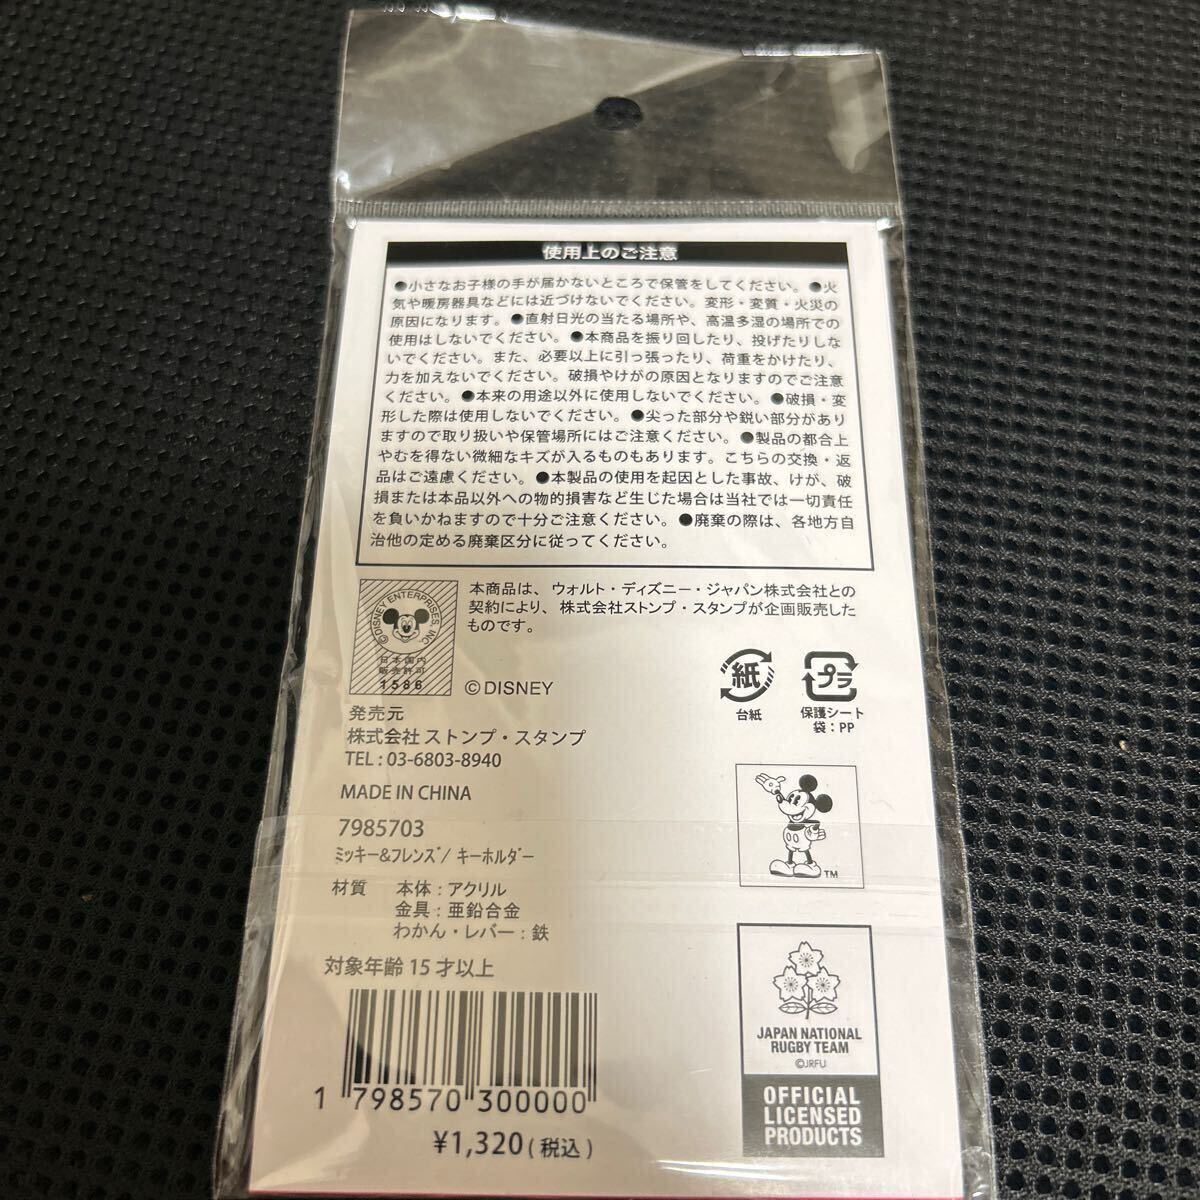 使用上のご注意
●小さなお子様の手が届かないところで保管をしてください。●火
気や暖房器具などには近づけないでください。変形・変質・火災の
原因になります。●直射日光の当たる場所や、高温多湿の場所での
使用はしないでください。●本商品を振り回したり、投げたりしな
いでください。また、必要以上に引っ張ったり、荷重をかけたり、
力を加えないでください。破損やけがの原因となりますのでご注意
ください。●本来の用途以外に使用しないでください。●破損・変
形した際は使用しないでください。●尖った部分や鋭い部分があり
ますので取り扱いや保管場所にはご注意ください。●製品の都合上
やむを得ない微細なキズが入るものもあります。こちらの交換・返
品はご遠慮ください。●本製品の使用を起因とした事故、けが、破
損または本品以外への物的損害など生じた場合は当社では一切責任
を負いかねますので十分ご注意ください。●廃棄の際は、各地方自
治他の定める廃棄区分に従ってください。
©DISNEY ENTERPRISES, INC.
日本国内
販売許可
1586
本商品は、ウォルト・ディズニー・ジャパン株式会社との
契約により、株式会社ストンプ・スタンプが企画販売した
ものです。
©DISNEY
紙
台紙
プラ
保護シート
袋：PP
発売元
株式会社 ストンプ・スタンプ
TEL : 03-6803-8940
MADE IN CHINA
7985703
ﾐｯｷｰ&ﾌﾚﾝｽﾞ/ ｷｰﾎﾙﾀﾞｰ
材質 本体：アクリル
金具：亜鉛合金
わかん・レバー：鉄
対象年齢 15 才以上
TM
JAPAN NATIONAL
RUGBY TEAM
©JRFU
OFFICIAL
LICENSED
PRODUCTS
1 798570 300000
¥1,320 (税込)